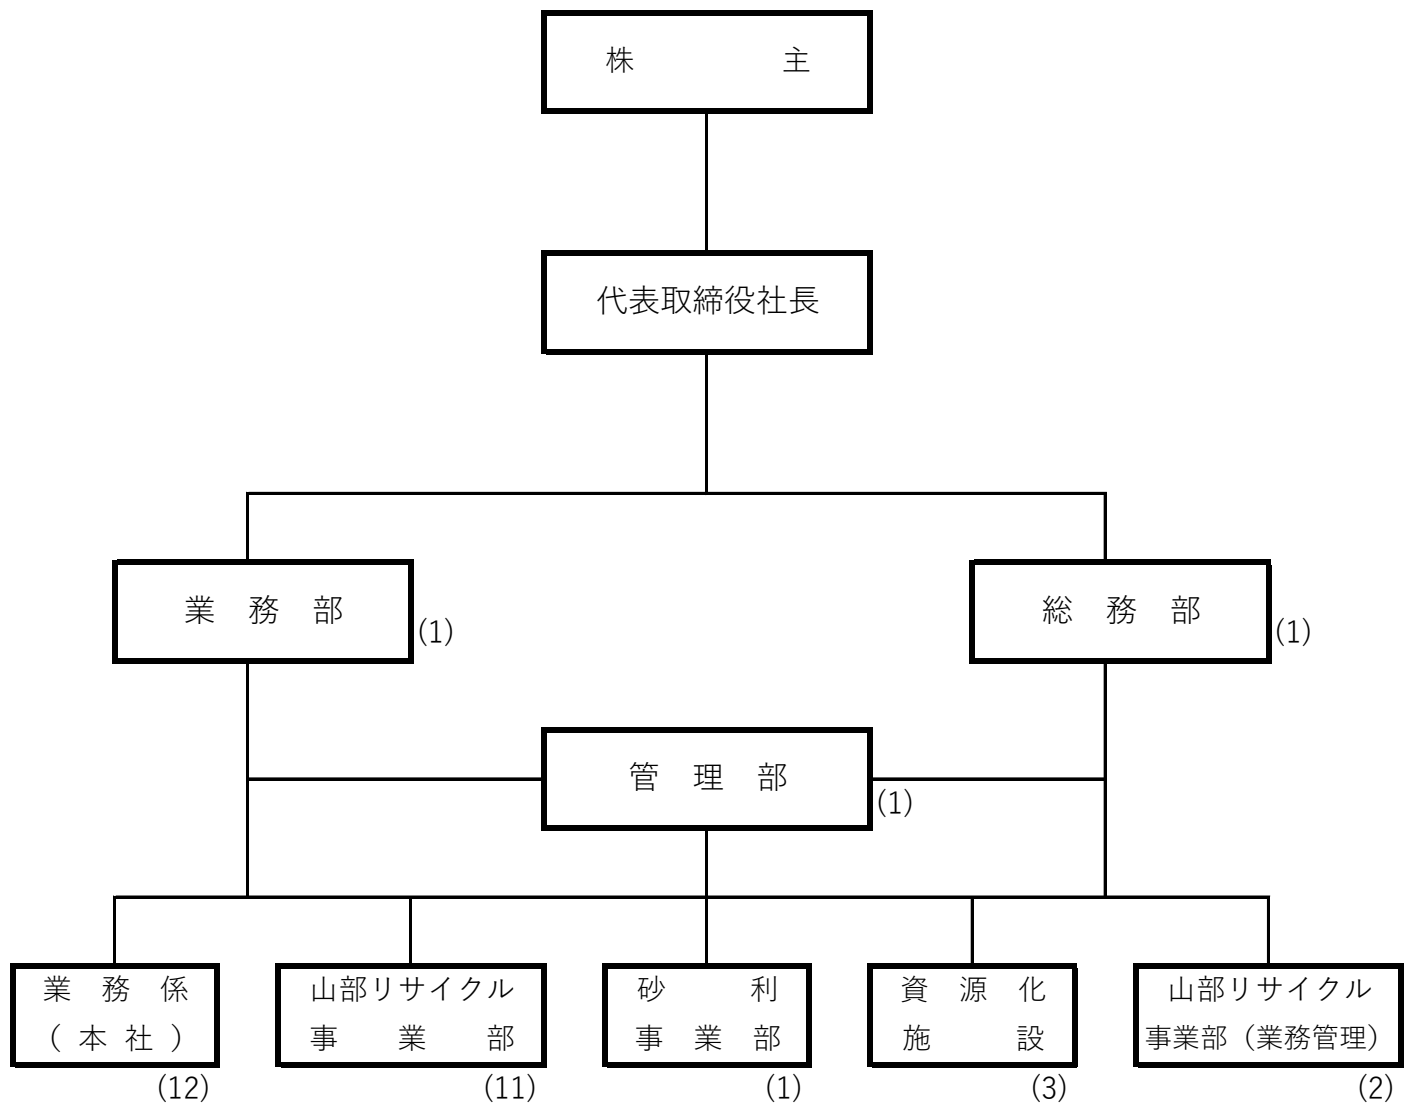 株　　　　主
代表取締役社長
業　務　部
(1)
総　務　部
(1)
管　理　部
(1)
業　務　係
（ 本 社 ）
(12)
山部リサイクル
事　　業　　部
(11)
砂　　　利
事　業　部
(1)
資　源　化
施　　　設
(3)
山部リサイクル
事業部（業務管理）
(2)